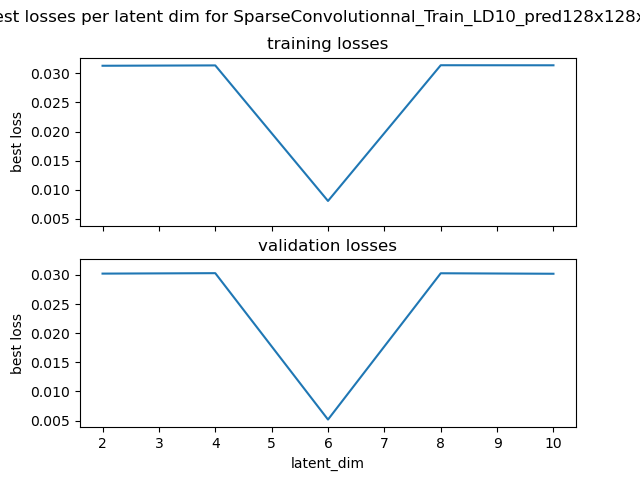 est losses per latent dim for SparseConvolutionnal_Train_LD10_pred128x128x
training losses
0.030
0.025
0.020
0.015
0.010
0.005
best loss
validation losses
0.030
0.025
0.020
0.015
0.010
0.005
best loss
2 3 4 5 6 7 8 9 10
latent_dim